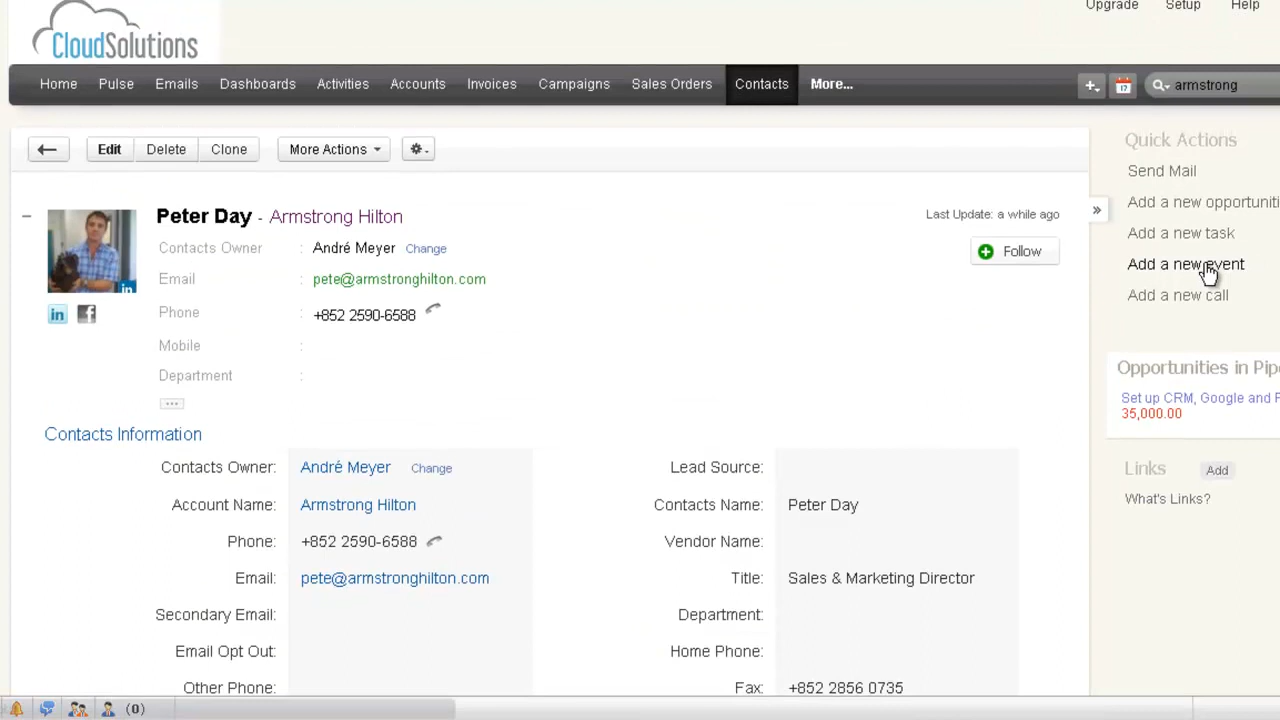 Upgrade Setup Help
CloudSolutions
Home Pulse Emails Dashboards Activities Accounts Invoices Campaigns Sales Orders Contacts More... 17 armstrong
Edit Delete Clone More Actions
Quick Actions
Send Mail
Add a new opportuniti
Add a new task
Add a new event
Add a new call
Peter Day - Armstrong Hilton
Last Update: a while ago
Contacts Owner : André Meyer Change
Follow
Email : pete@armstronghilton.com
in
in
Phone : +852 2590-6588
Mobile :
Department :
Opportunities in Pip
Set up CRM, Google and
35,000.00
Links Add
What's Links?
Contacts Information
Contacts Owner: André Meyer Change Lead Source:
Account Name: Armstrong Hilton Contacts Name: Peter Day
Phone: +852 2590-6588 Vendor Name:
Email: pete@armstronghilton.com Title: Sales & Marketing Director
Secondary Email: Department:
Email Opt Out: Home Phone:
Other Phone: Fax: +852 2856 0735
(0)